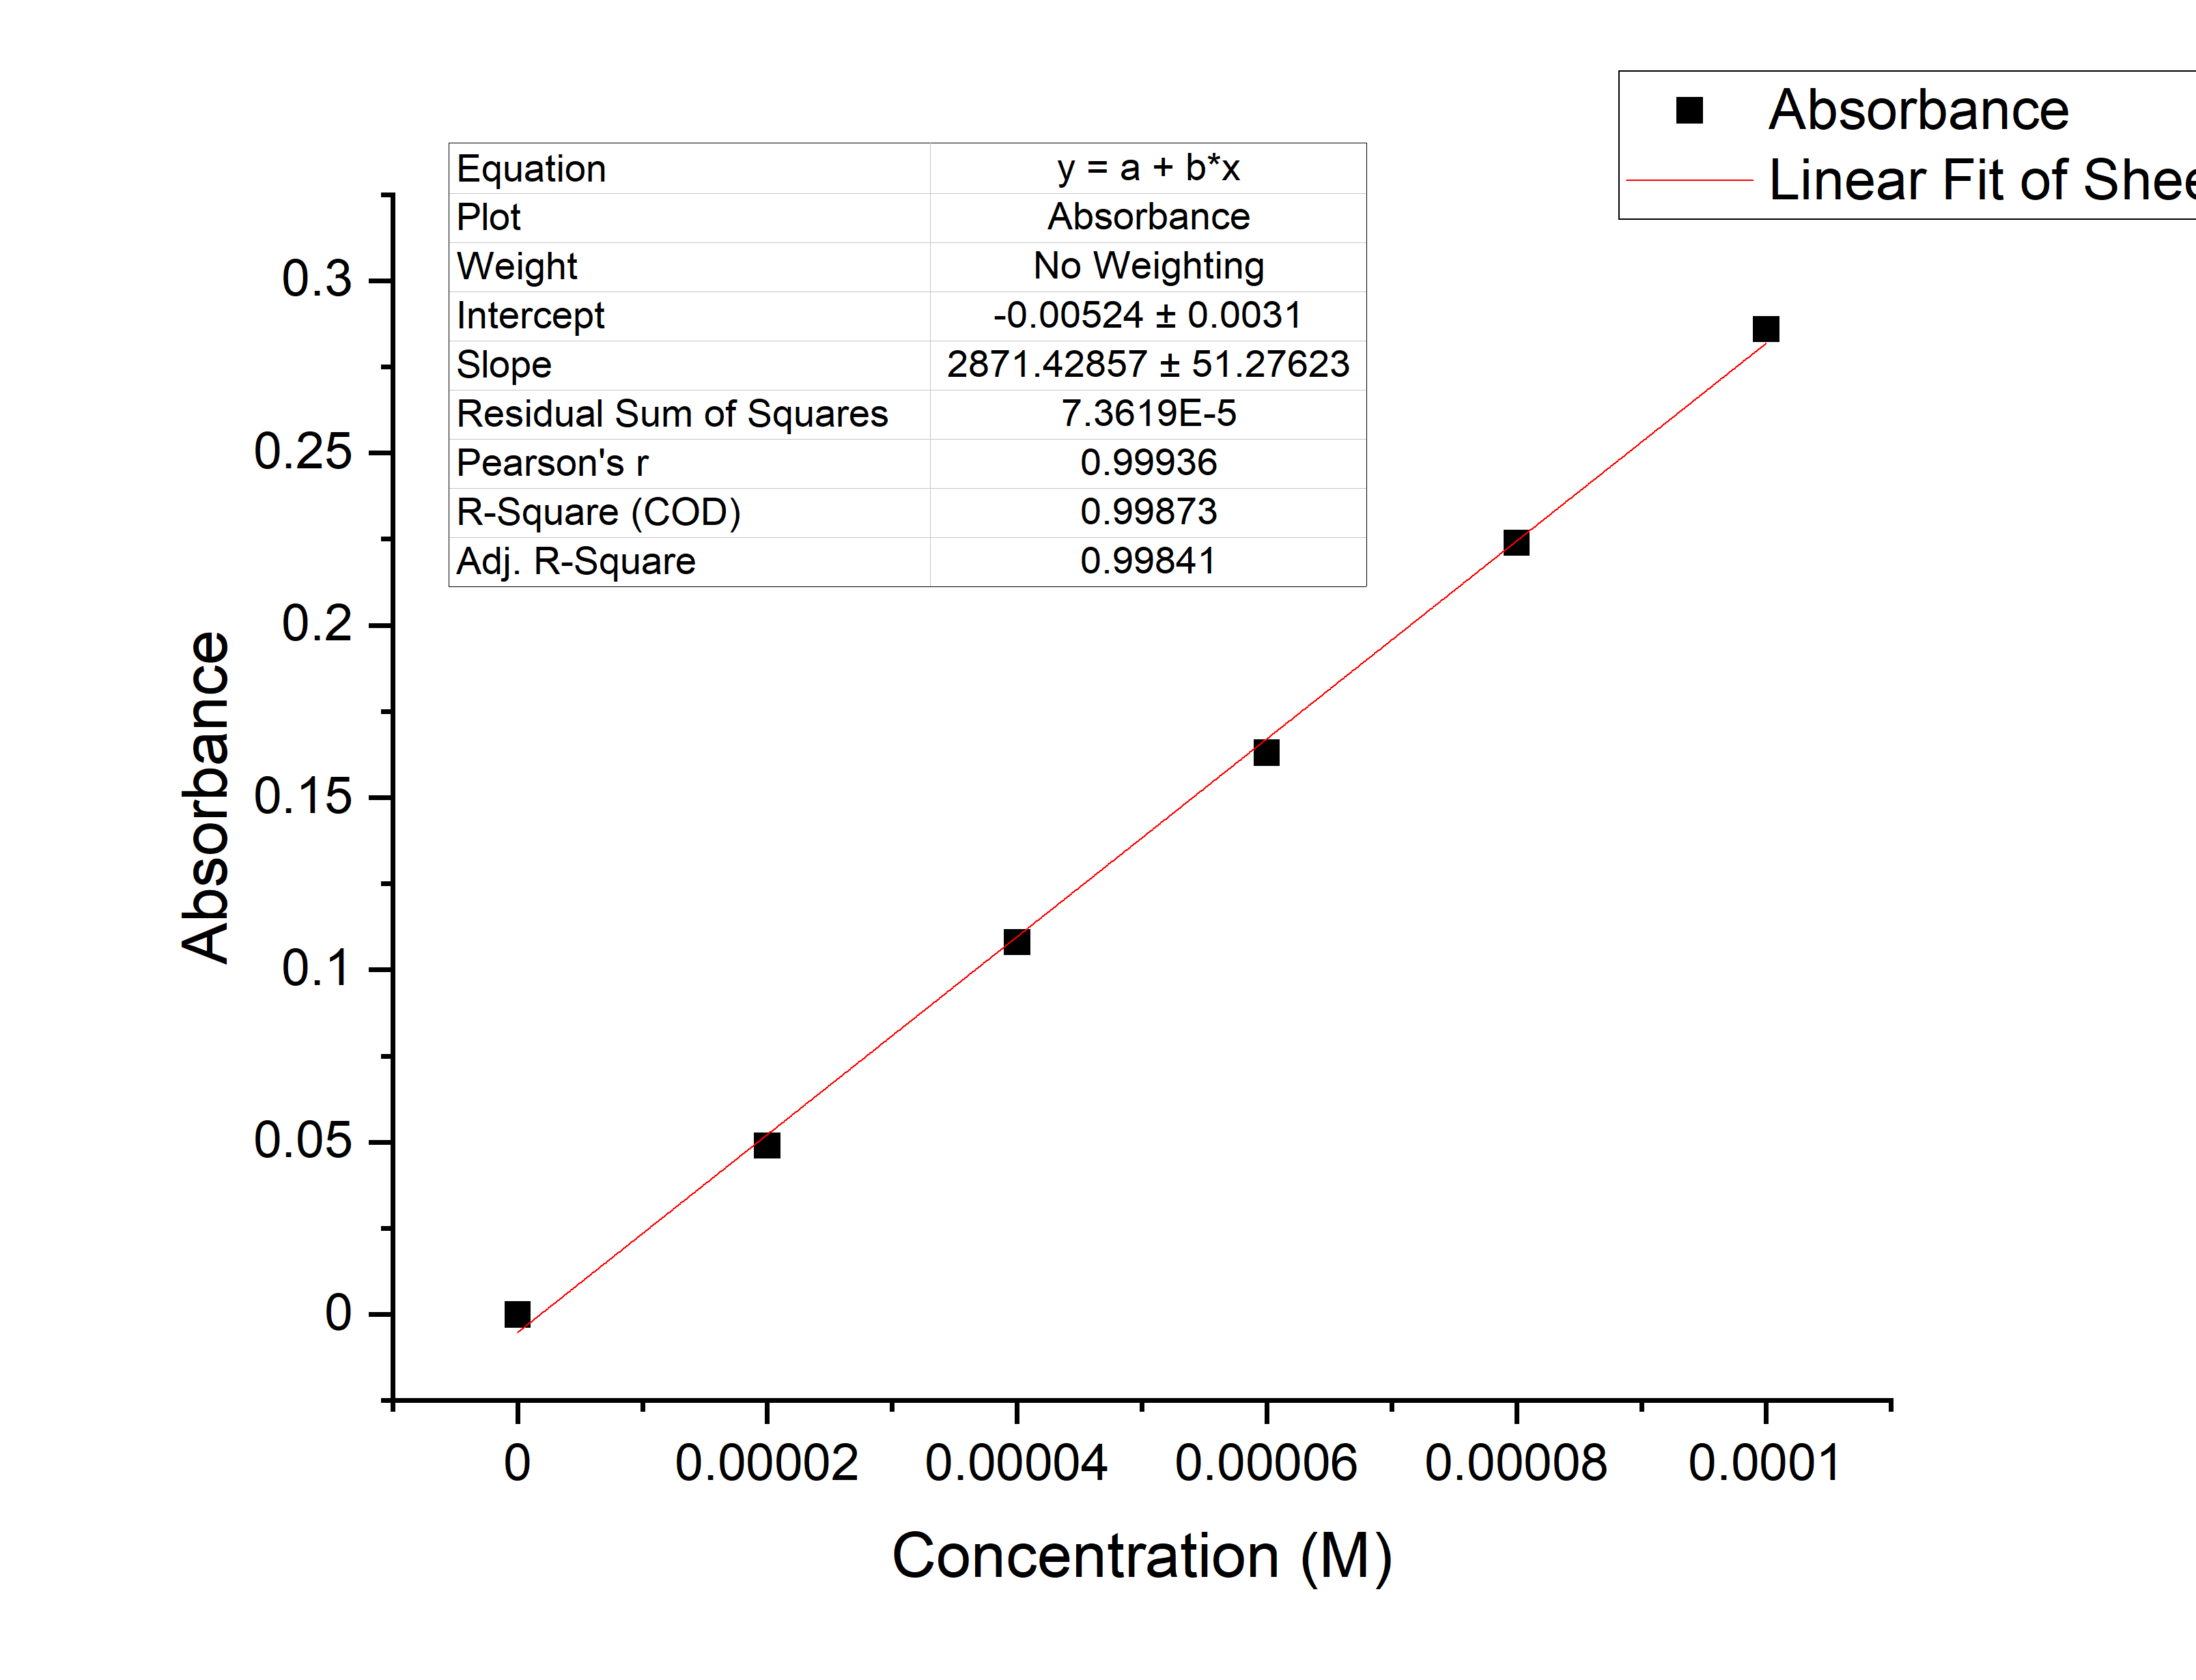 Absorbance
Linear Fit of Shee
Equation y = a + b*x
Plot Absorbance
Weight No Weighting
Intercept -0.00524 ± 0.0031
Slope 2871.42857 ± 51.27623
Residual Sum of Squares 7.3619E-5
Pearson's r 0.99936
R-Square (COD) 0.99873
Adj. R-Square 0.99841
0.3
0.25
0.2
0.15
0.1
0.05
0
Absorbance
0 0.00002 0.00004 0.00006 0.00008 0.0001
Concentration (M)